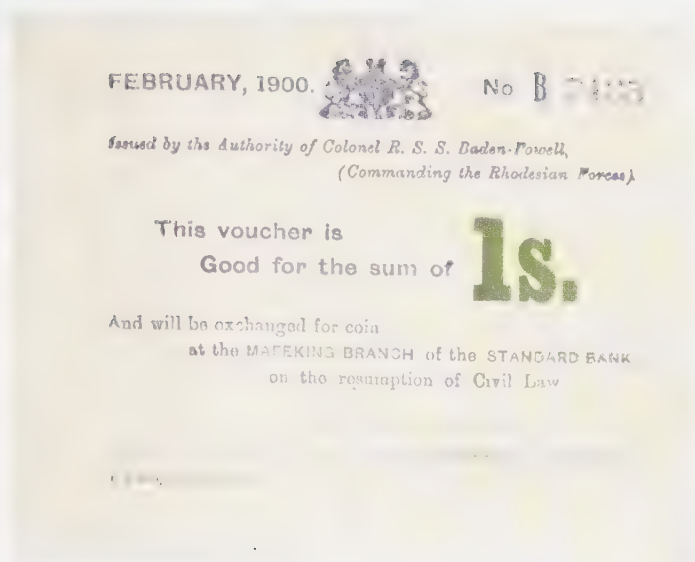 FEBRUARY, 1900.
No B
Issued by the Authority of Colonel R. S. S. Baden-Powell,
(Commanding the Rhodesian Forces)
This voucher is
Good for the sum of
1s.
And will be exchanged for coin
at the MAFEKING BRANCH of the STANDARD BANK
on the resumption of Civil Law